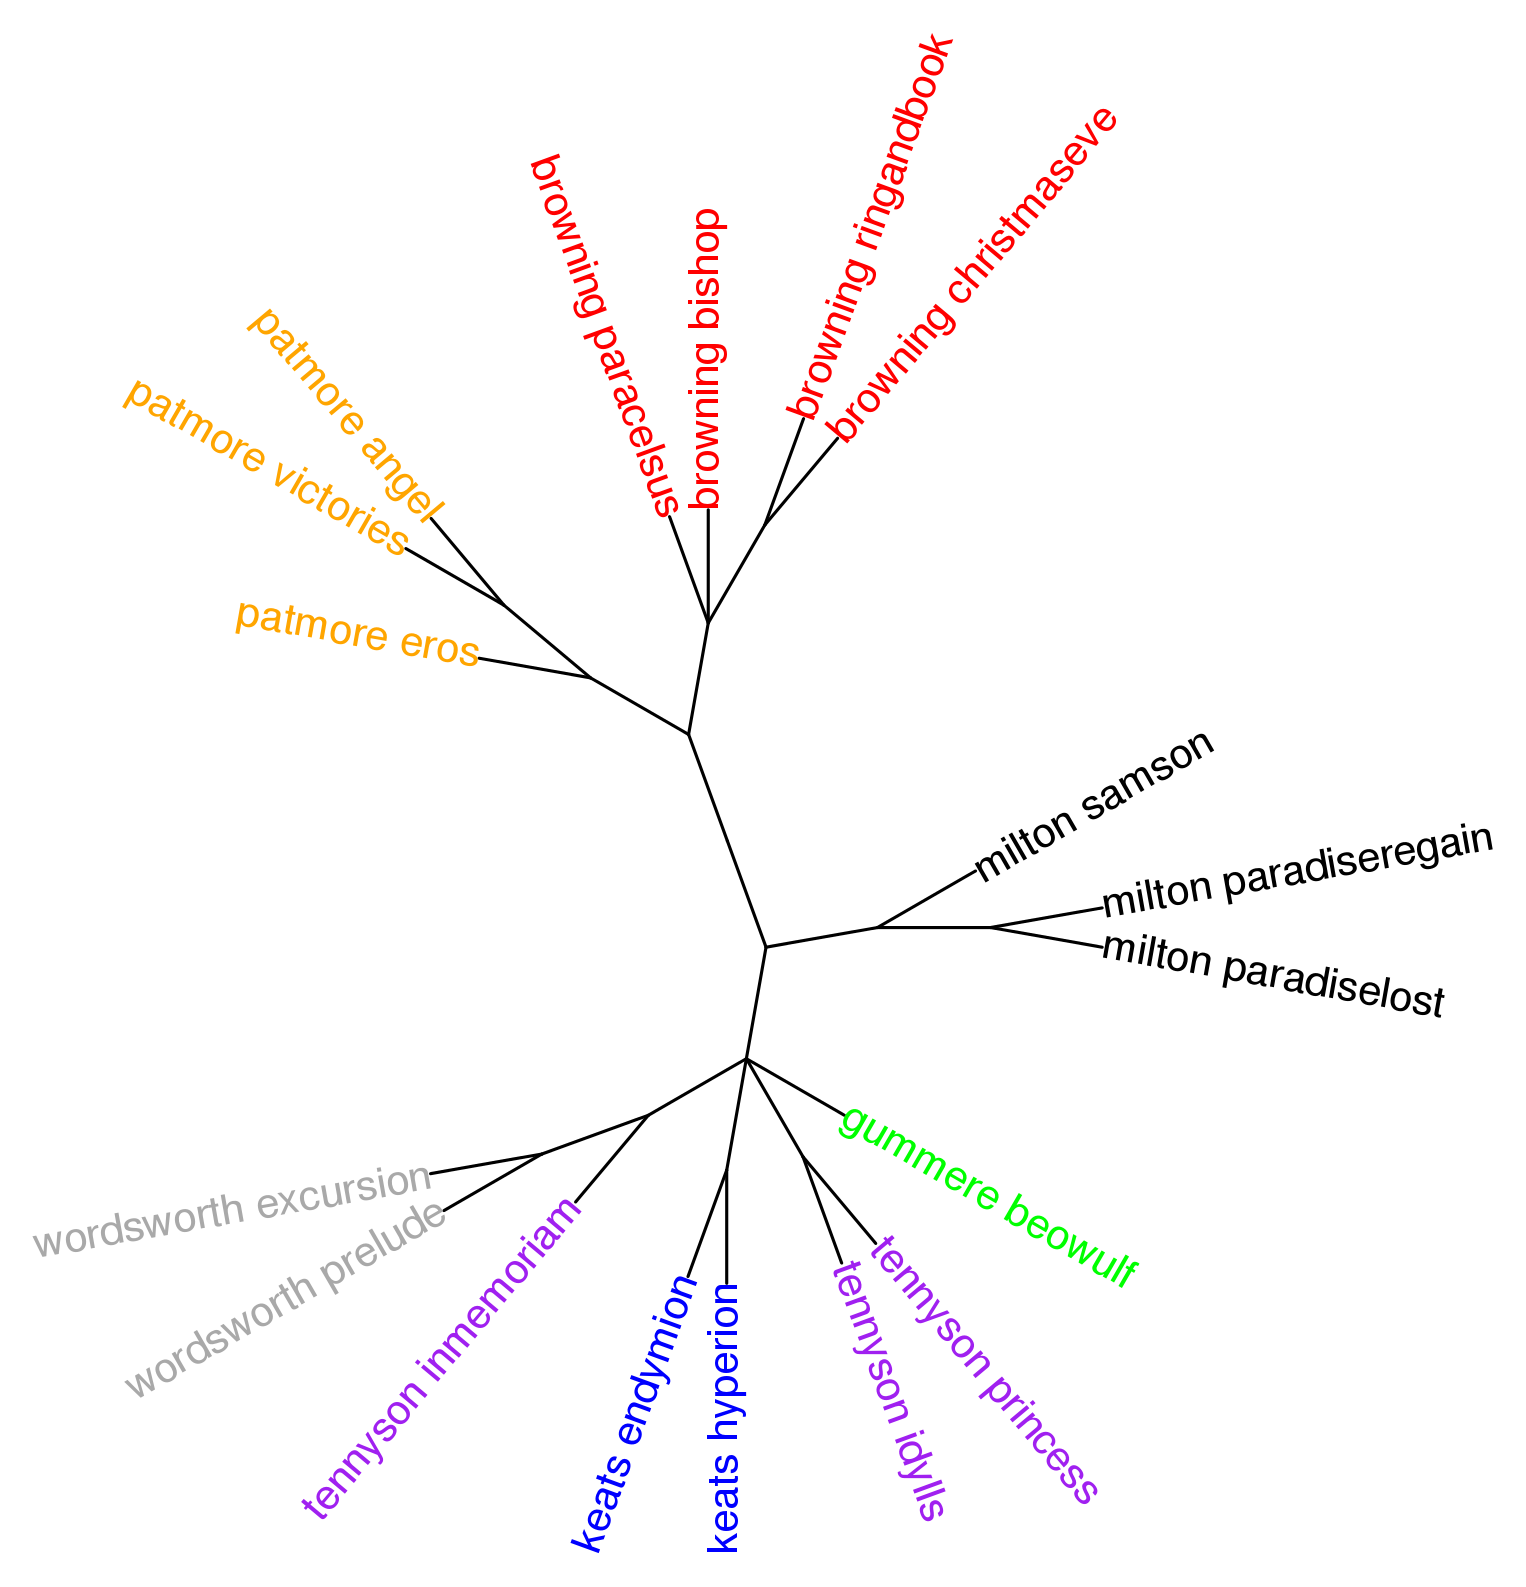 browning ringandbook
browning christmaseve
browning paracelsus
browning bishop
patmore angel
patmore victories
patmore eros
milton samson
milton paradiseregain
milton paradiselost
gummere beowulf
tennyson princess
tennyson idylls
keats hyperion
keats endymion
tennyson inmemoriam
wordsworth prelude
wordsworth excursion